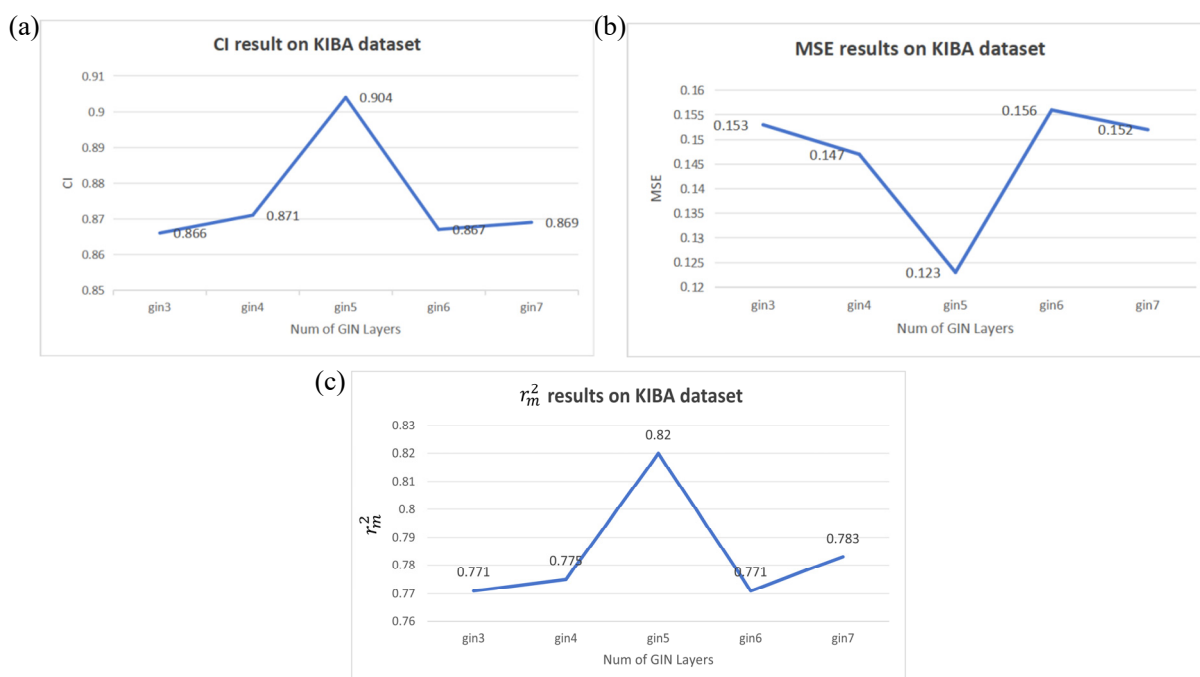 (a)
CI result on KIBA dataset
0.91
0.9
0.89
0.88
0.87
0.86
0.85
CI
0.866
0.871
0.904
0.867
0.869
gin3 gin4 gin5 gin6 gin7
Num of GIN Layers
(b)
MSE results on KIBA dataset
0.16
0.155
0.15
0.145
0.14
0.135
0.13
0.125
0.12
MSE
0.153
0.147
0.123
0.156
0.152
gin3 gin4 gin5 gin6 gin7
Num of GIN Layers
(c)
r_m^2 results on KIBA dataset
0.83
0.82
0.81
0.8
0.79
0.78
0.77
0.76
r_m^2
0.771
0.775
0.82
0.771
0.783
gin3 gin4 gin5 gin6 gin7
Num of GIN Layers